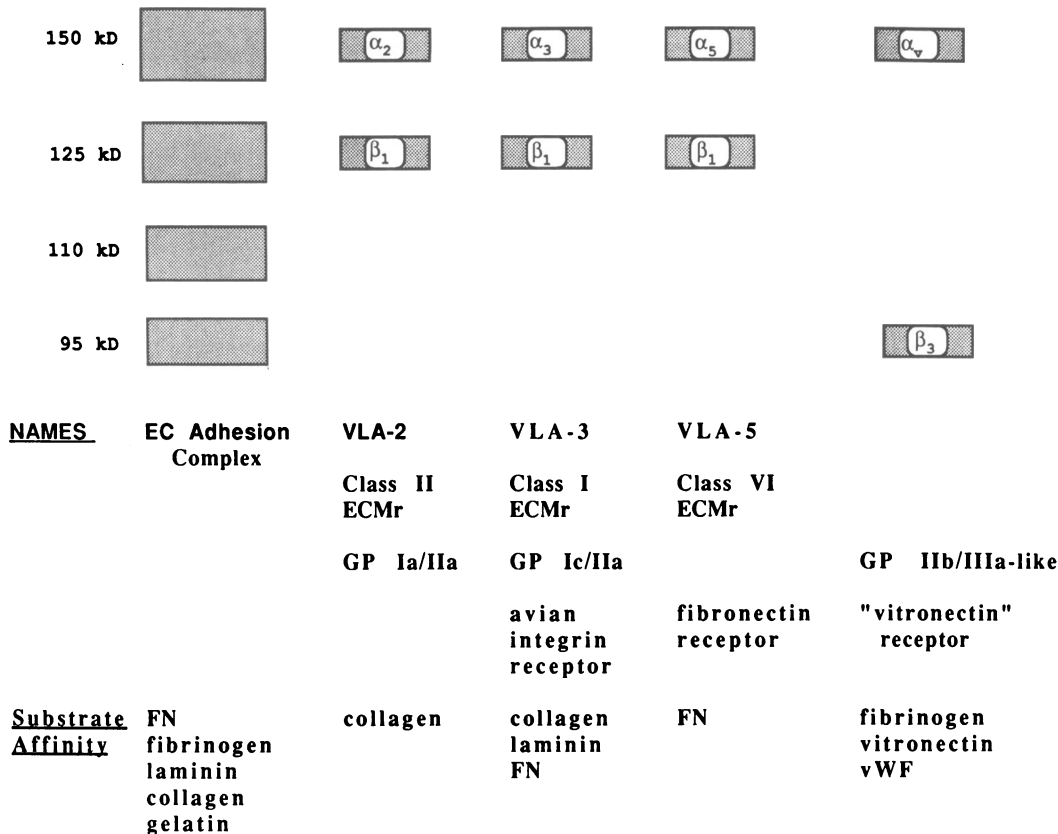 150 kD α2 α3 α5 αv
125 kD β1 β1 β1
110 kD
95 kD β3
NAMES EC Adhesion VLA-2 VLA-3 VLA-5
Complex
Class II Class I Class VI
ECMr ECMr ECMr
GP Ia/IIa GP Ic/IIa GP IIb/IIIa-like
avian fibronectin "vitronectin"
integrin receptor receptor
receptor
Substrate FN collagen collagen FN fibrinogen
Affinity fibrinogen laminin vitronectin
laminin FN vWF
collagen
gelatin